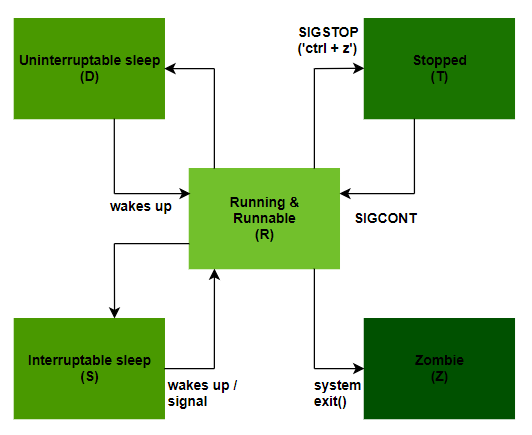 Uninterruptable sleep
(D)
SIGSTOP
('ctrl + z')
Stopped
(T)
wakes up
Running &
Runnable
(R)
SIGCONT
Interruptable sleep
(S)
wakes up /
signal
system
exit()
Zombie
(Z)